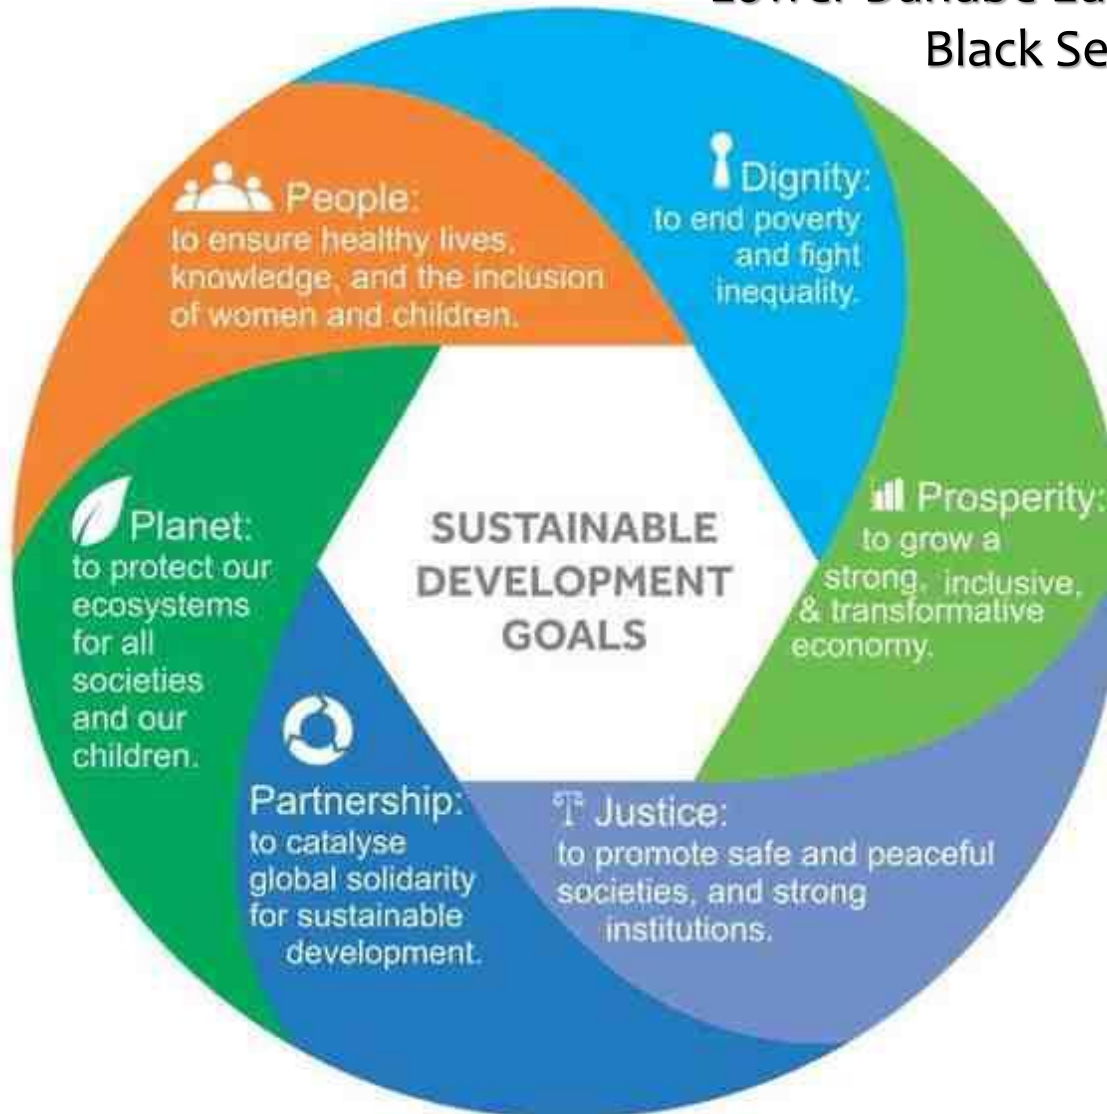 Lower Danube
Black
People:
to ensure healthy lives,
knowledge, and the inclusion
of women and children.
Dignity:
to end poverty
and fight
inequality.
Prosperity:
to grow a
strong, inclusive,
& transformative
economy.
Justice:
to promote safe and peaceful
societies, and strong
institutions.
Partnership:
to catalyse
global solidarity
for sustainable
development.
Planet:
to protect our
ecosystems
for all
societies
and our
children.
SUSTAINABLE
DEVELOPMENT
GOALS